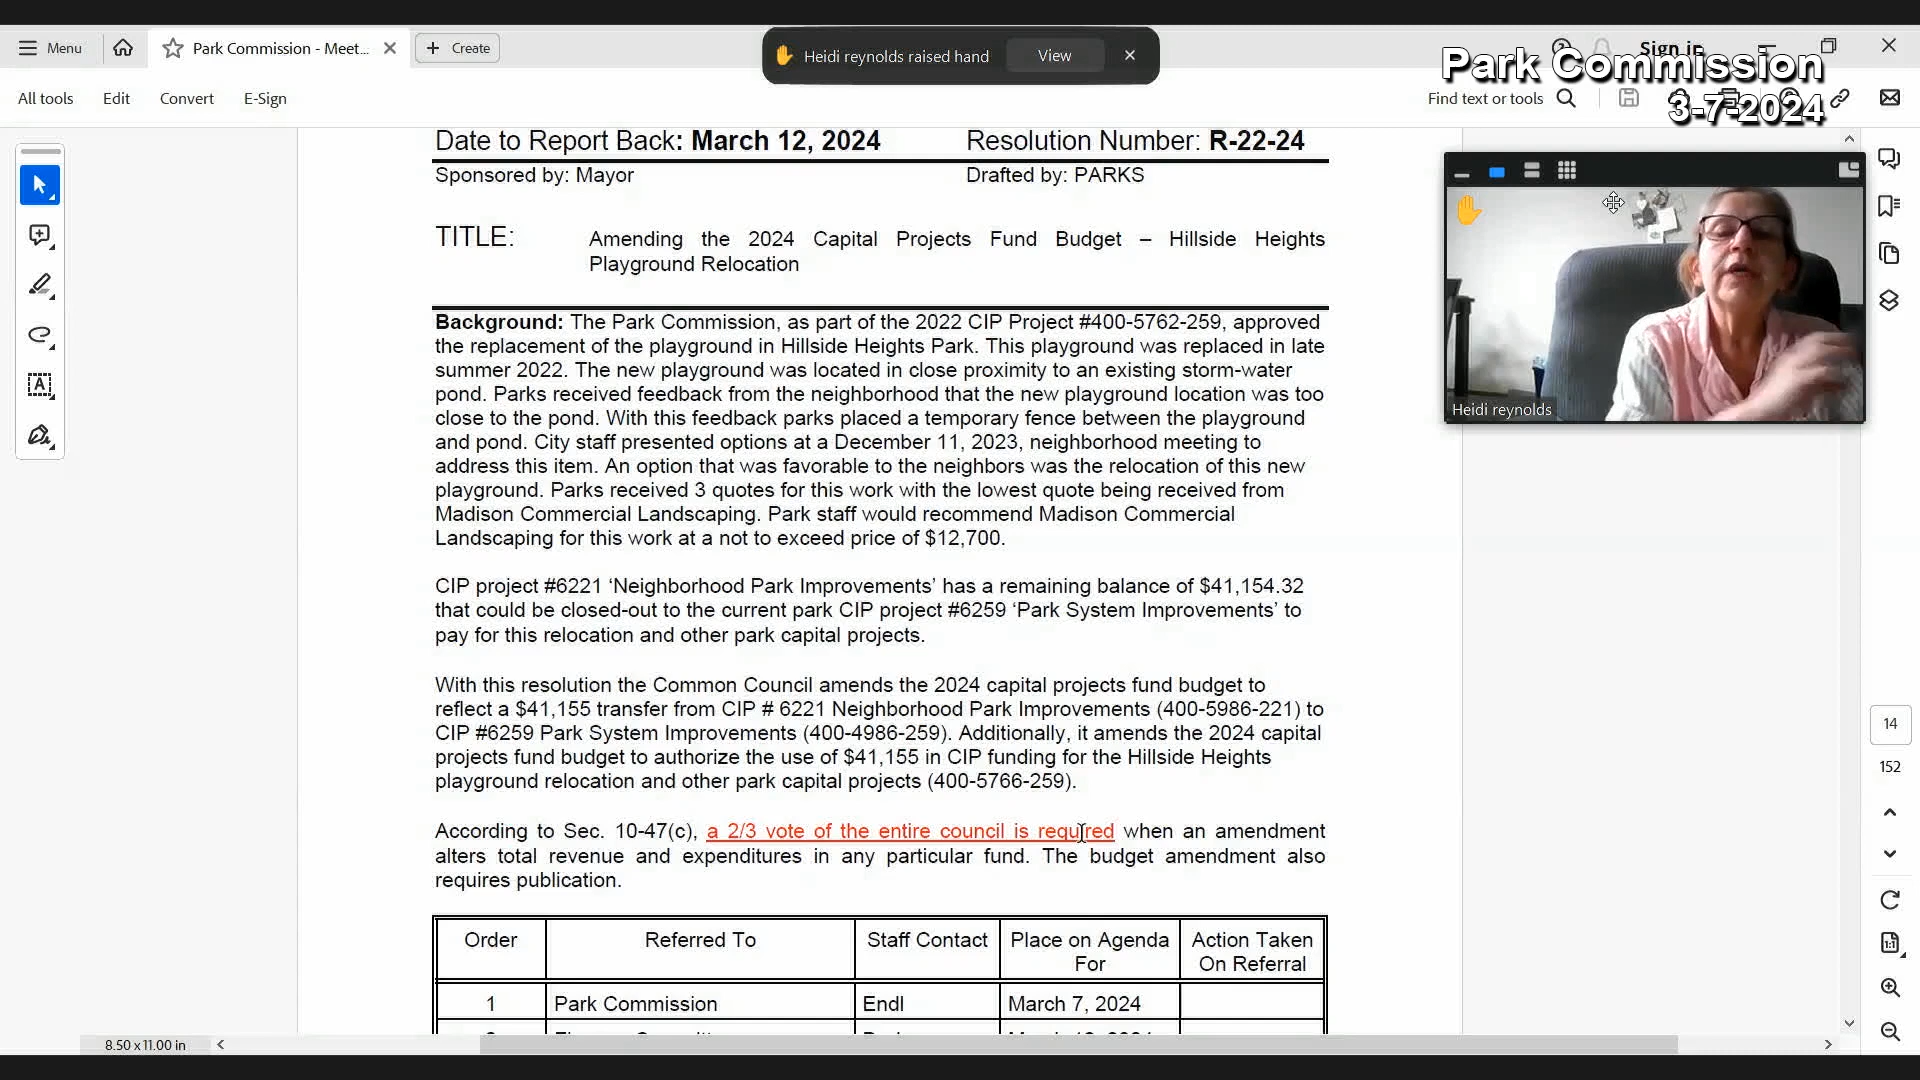 Menu
Park Commission - Meet...
Create
Heidi reynolds raised hand
View
Sign in
Park Commission
3-7-2024
All tools
Edit
Convert
E-Sign
Find text or tools
Date to Report Back: March 12, 2024
Resolution Number: R-22-24
Sponsored by: Mayor
Drafted by: PARKS
TITLE:
Amending the 2024 Capital Projects Fund Budget – Hillside Heights
Playground Relocation
Heidi reynolds
Background: The Park Commission, as part of the 2022 CIP Project #400-5762-259, approved
the replacement of the playground in Hillside Heights Park. This playground was replaced in late
summer 2022. The new playground was located in close proximity to an existing storm-water
pond. Parks received feedback from the neighborhood that the new playground location was too
close to the pond. With this feedback parks placed a temporary fence between the playground
and pond. City staff presented options at a December 11, 2023, neighborhood meeting to
address this item. An option that was favorable to the neighbors was the relocation of this new
playground. Parks received 3 quotes for this work with the lowest quote being received from
Madison Commercial Landscaping. Park staff would recommend Madison Commercial
Landscaping for this work at a not to exceed price of $12,700.
CIP project #6221 ‘Neighborhood Park Improvements’ has a remaining balance of $41,154.32
that could be closed-out to the current park CIP project #6259 ‘Park System Improvements’ to
pay for this relocation and other park capital projects.
With this resolution the Common Council amends the 2024 capital projects fund budget to
reflect a $41,155 transfer from CIP # 6221 Neighborhood Park Improvements (400-5986-221) to
CIP #6259 Park System Improvements (400-4986-259). Additionally, it amends the 2024 capital
projects fund budget to authorize the use of $41,155 in CIP funding for the Hillside Heights
playground relocation and other park capital projects (400-5766-259).
According to Sec. 10-47(c), a 2/3 vote of the entire council is required when an amendment
alters total revenue and expenditures in any particular fund. The budget amendment also
requires publication.
Order
Referred To
Staff Contact
Place on Agenda
For
Action Taken
On Referral
1
Park Commission
Endl
March 7, 2024
14
152
8.50 x 11.00 in